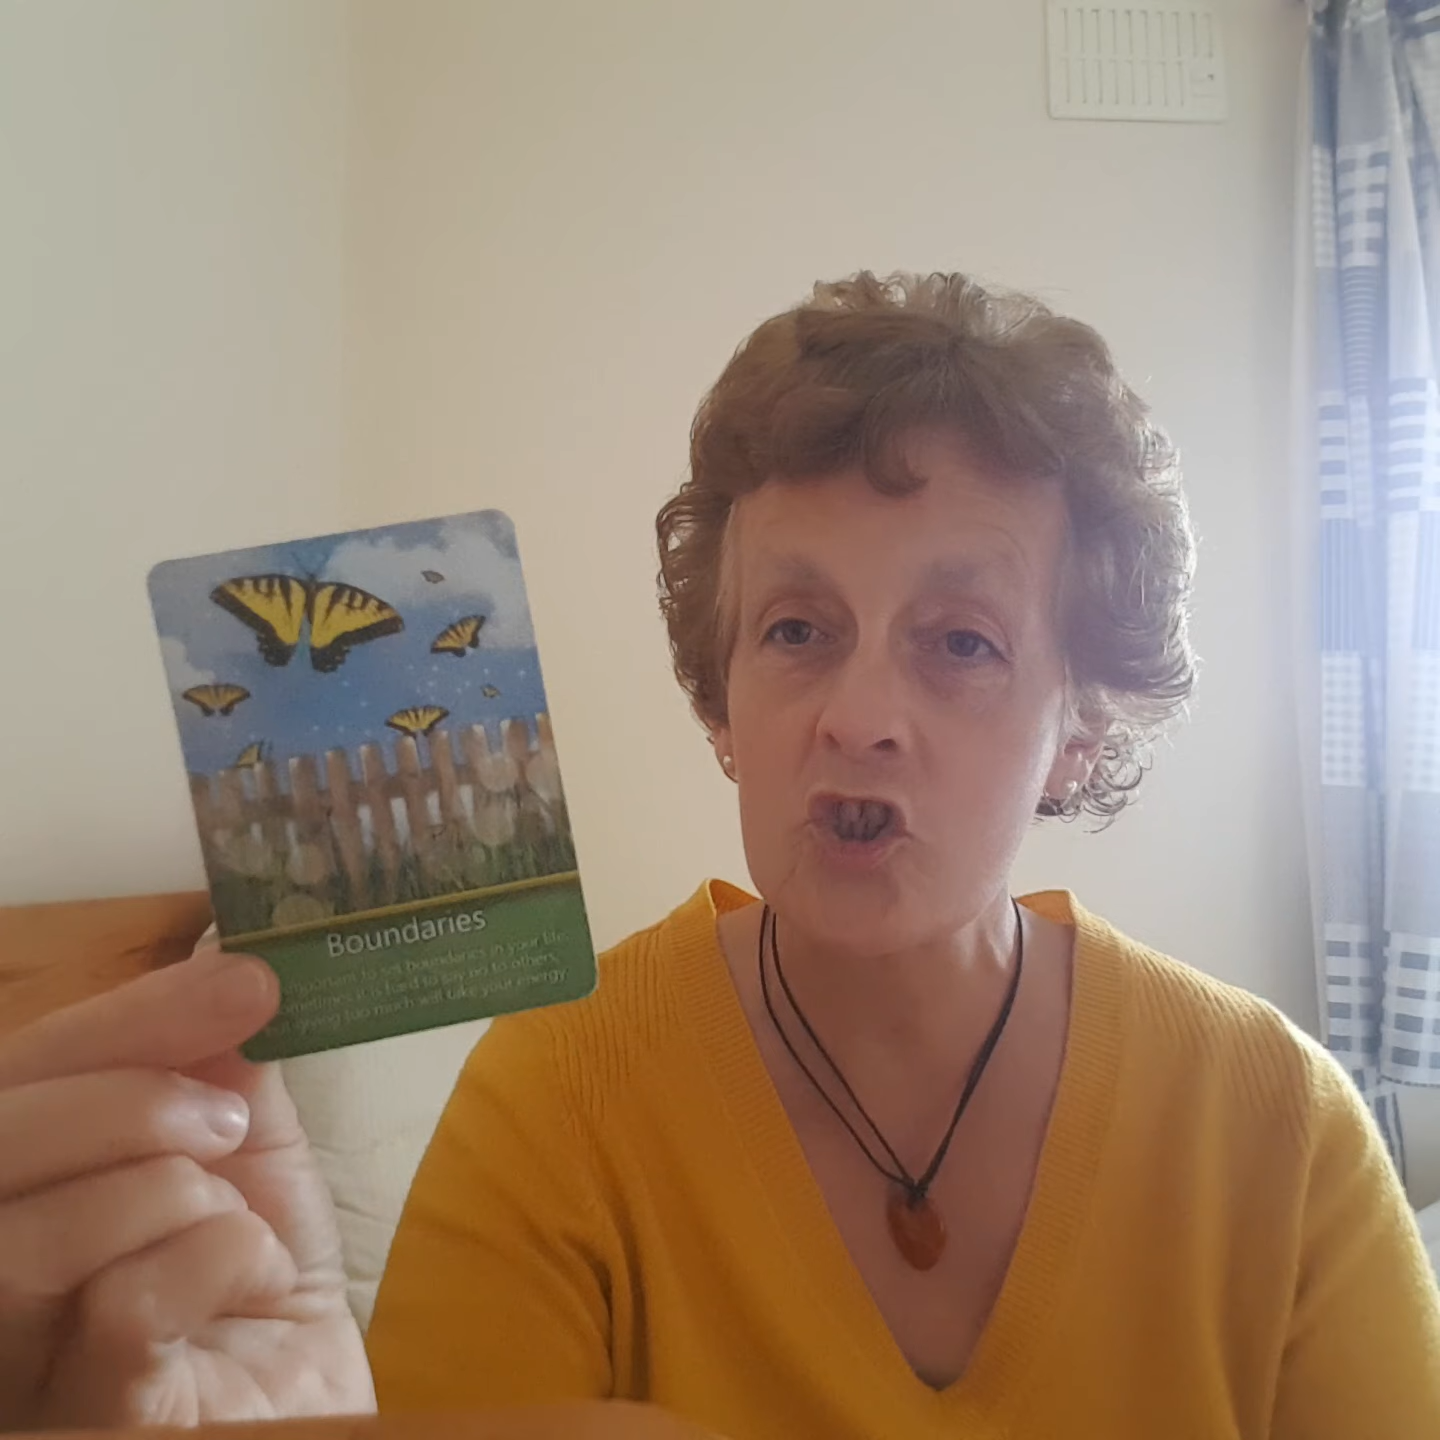 Boundaries
important to set boundaries in your life.
sometimes it is hard to say no to others,
but giving too much will take your energy.